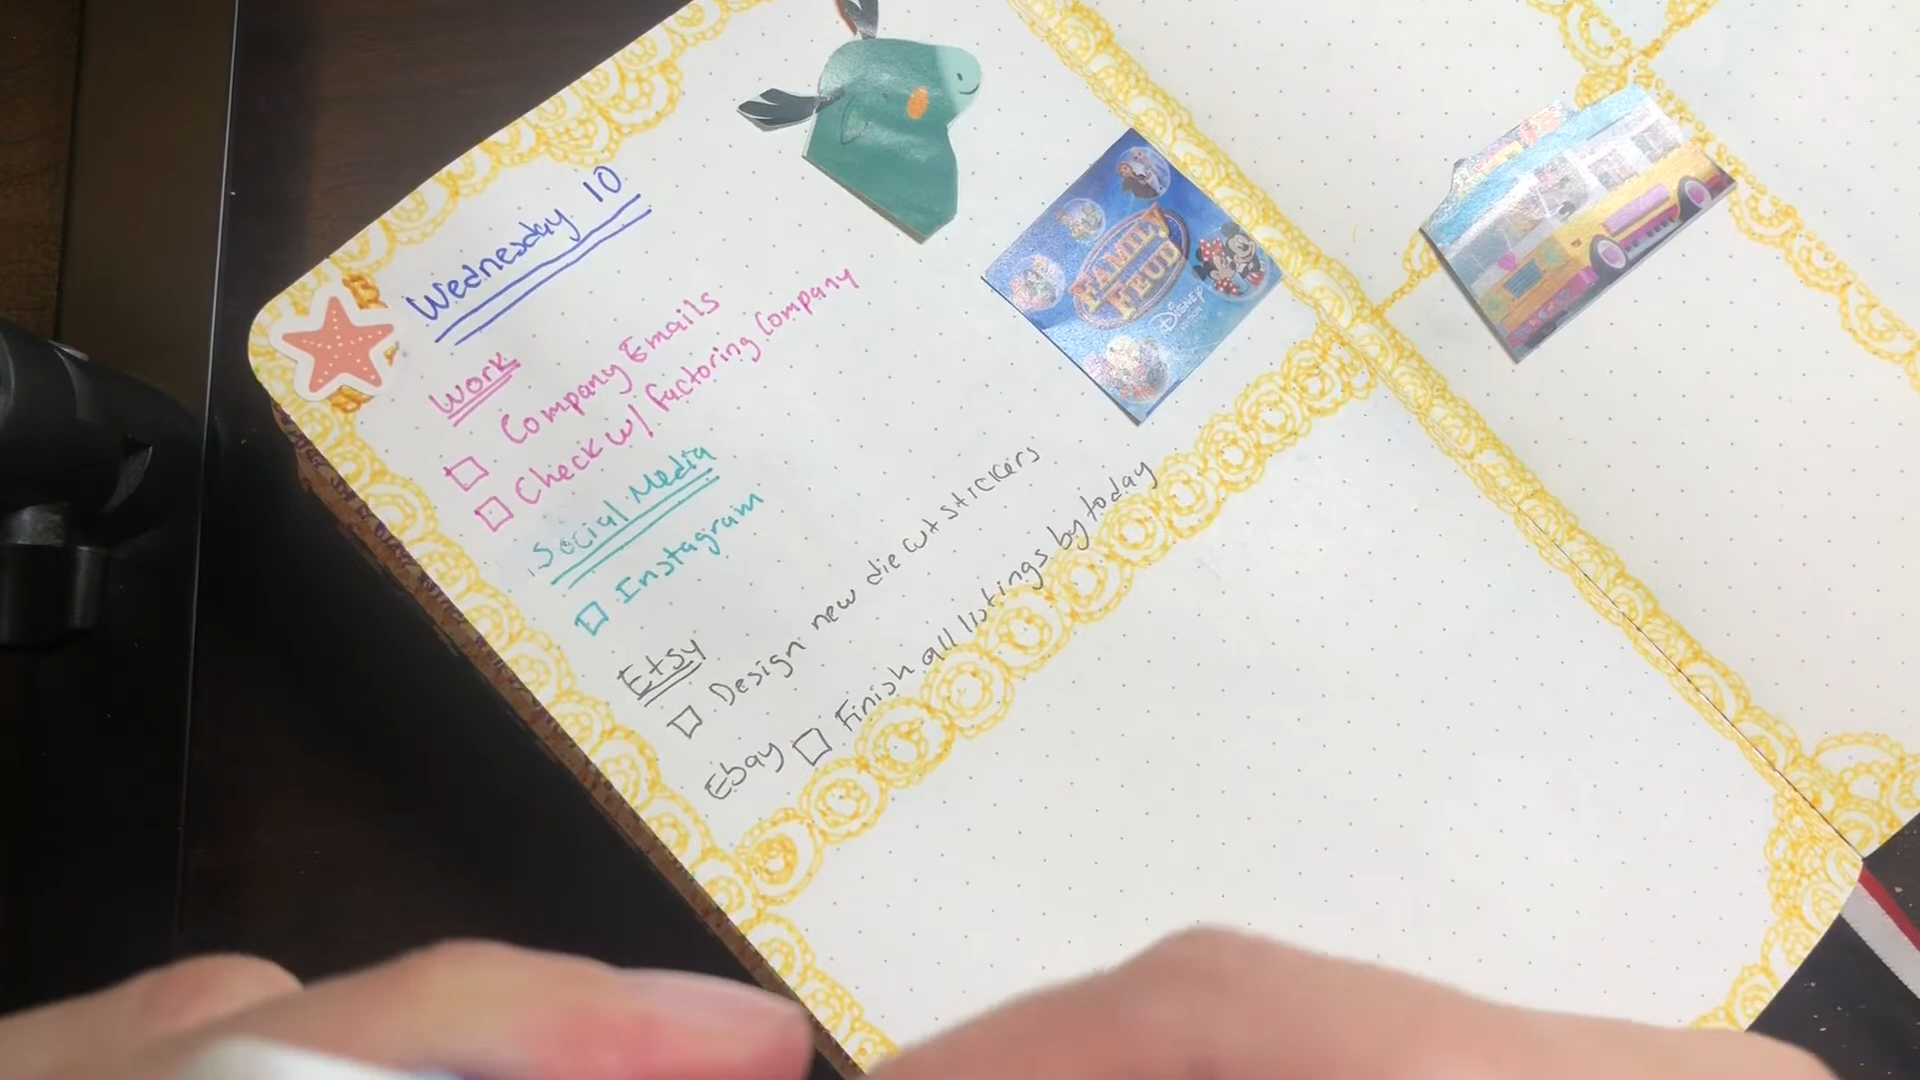 Wednesday 10
Work
Company Emails
Check w/ factoring Company
Social Media
Instagram
Etsy
Design new die cut stickers
Ebay Finish all listings by today
FAMILY
FEUD
DISNEY